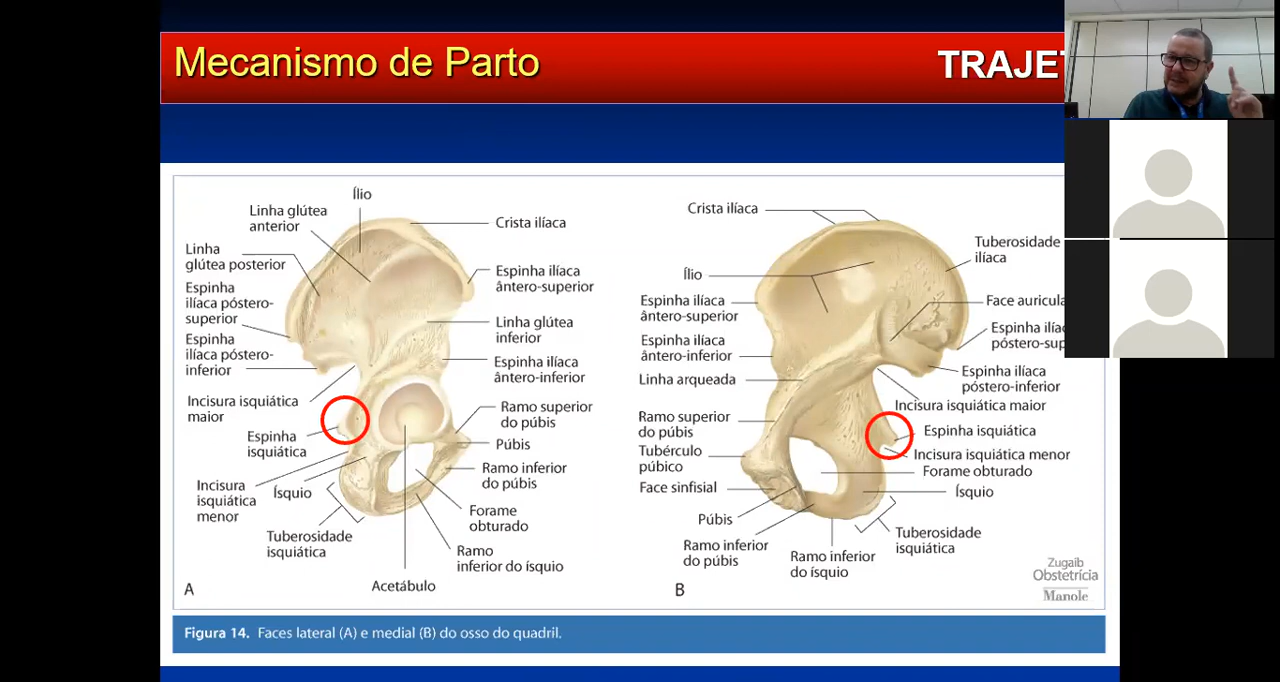 Mecanismo de Parto
TRAJE
Ílio
Linha glútea
anterior
Crista ilíaca
Linha
glútea posterior
Espinha ilíaca
ântero-superior
Espinha
ilíaca póstero-
superior
Linha glútea
inferior
Espinha
ilíaca póstero-
inferior
Espinha ilíaca
ântero-inferior
Incisura isquiática
maior
Ramo superior
do púbis
Espinha
isquiática
Púbis
Ramo inferior
do púbis
Incisura
isquiática
menor
Ísquio
Forame
obturado
Tuberosidade
isquiática
Ramo
inferior do ísquio
Acetábulo
A
Crista ilíaca
Tuberosidade
ilíaca
Ílio
Face auricula
Espinha ilíaca
ântero-superior
Espinha ilía
póstero-sup
Espinha ilíaca
ântero-inferior
Espinha ilíaca
póstero-inferior
Linha arqueada
Incisura isquiática maior
Ramo superior
do púbis
Espinha isquiática
Tubérculo
púbico
Incisura isquiática menor
Forame obturado
Face sinfisial
Ísquio
Púbis
Ramo inferior
do púbis
Ramo inferior
do ísquio
Tuberosidade
isquiática
B
Zugaib
Obstetrícia
Manole
Figura 14. Faces lateral (A) e medial (B) do osso do quadril.